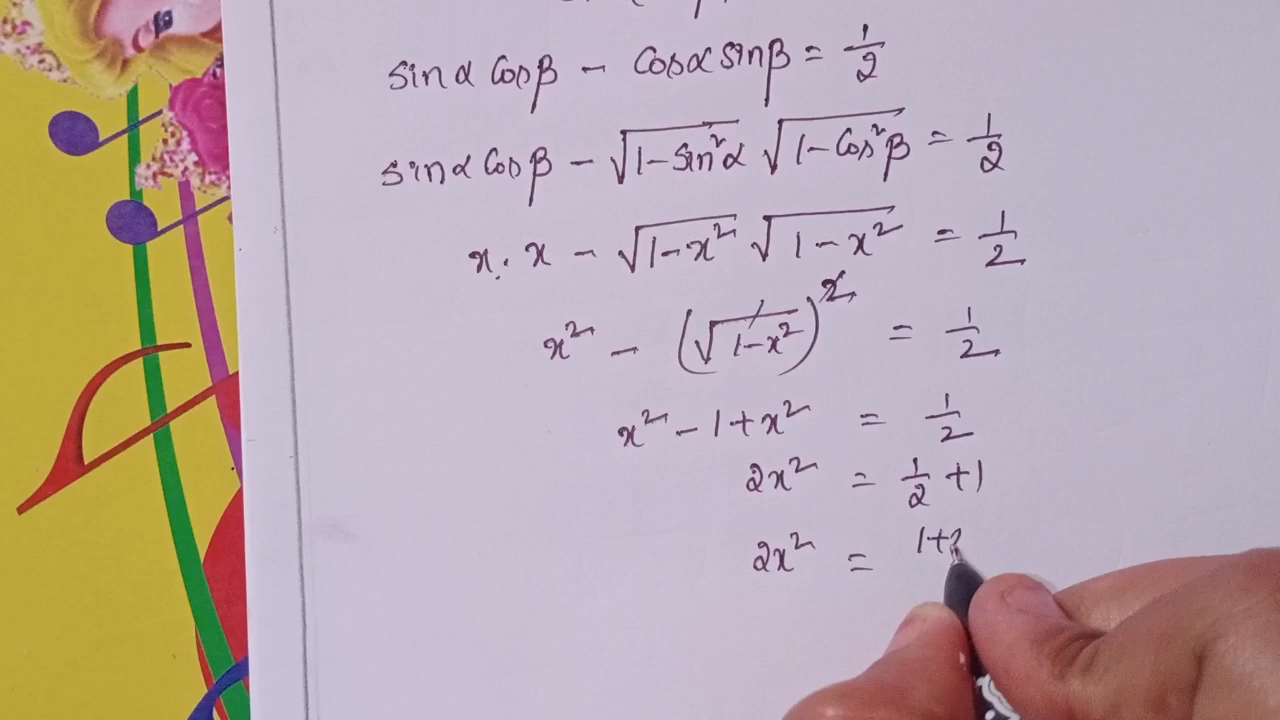 sinα cosβ - cosα sinβ = 1/2
sinα cosβ - √(1-sin²α) √(1-cos²β) = 1/2
x. x - √(1-x²) √(1-x²) = 1/2
x² - (√(1-x²))² = 1/2
x² - 1 + x² = 1/2
2x² = 1/2 + 1
2x² = 1+